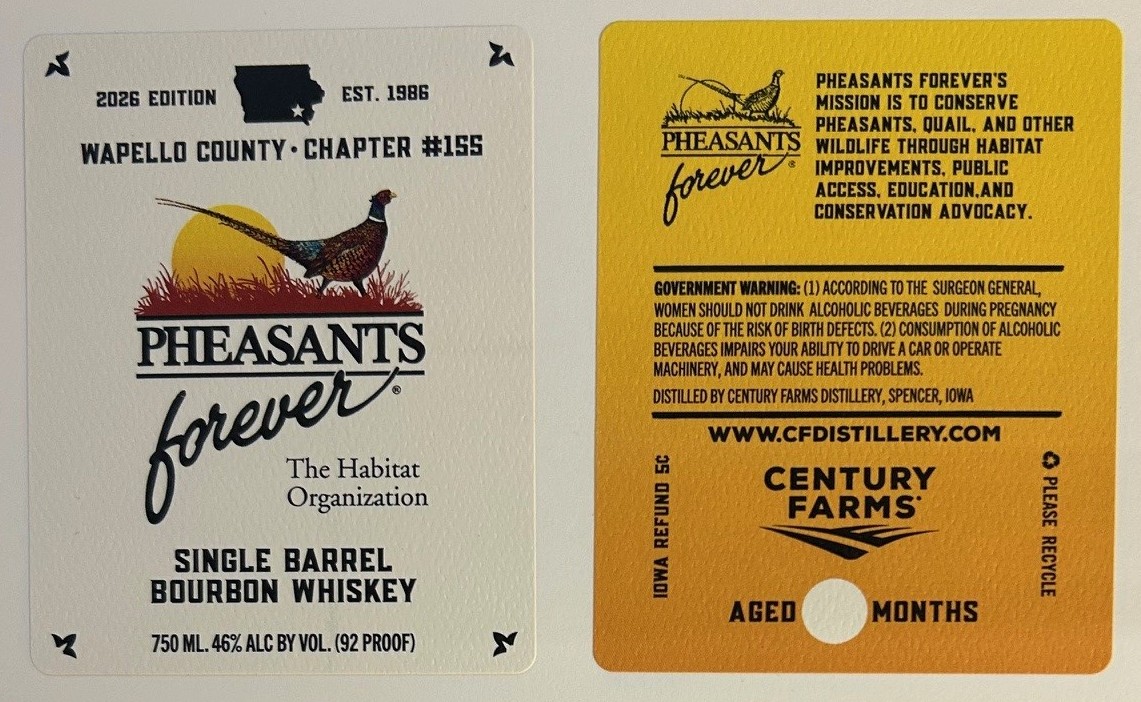 2026 EDITION EST. 1986
WAPELLO COUNTY • CHAPTER #155
PHEASANTS
forever®
The Habitat
Organization
SINGLE BARREL
BOURBON WHISKEY
750 ML. 46% ALC BY VOL. (92 PROOF)
PHEASANTS
forever®
PHEASANTS FOREVER'S
MISSION IS TO CONSERVE
PHEASANTS, QUAIL, AND OTHER
WILDLIFE THROUGH HABITAT
IMPROVEMENTS, PUBLIC
ACCESS, EDUCATION,AND
CONSERVATION ADVOCACY.
GOVERNMENT WARNING: (1) ACCORDING TO THE SURGEON GENERAL,
WOMEN SHOULD NOT DRINK ALCOHOLIC BEVERAGES DURING PREGNANCY
BECAUSE OF THE RISK OF BIRTH DEFECTS. (2) CONSUMPTION OF ALCOHOLIC
BEVERAGES IMPAIRS YOUR ABILITY TO DRIVE A CAR OR OPERATE
MACHINERY, AND MAY CAUSE HEALTH PROBLEMS.
DISTILLED BY CENTURY FARMS DISTILLERY, SPENCER, IOWA
WWW.CFDISTILLERY.COM
IOWA REFUND 5¢
CENTURY
FARMS
PLEASE RECYCLE
AGED MONTHS